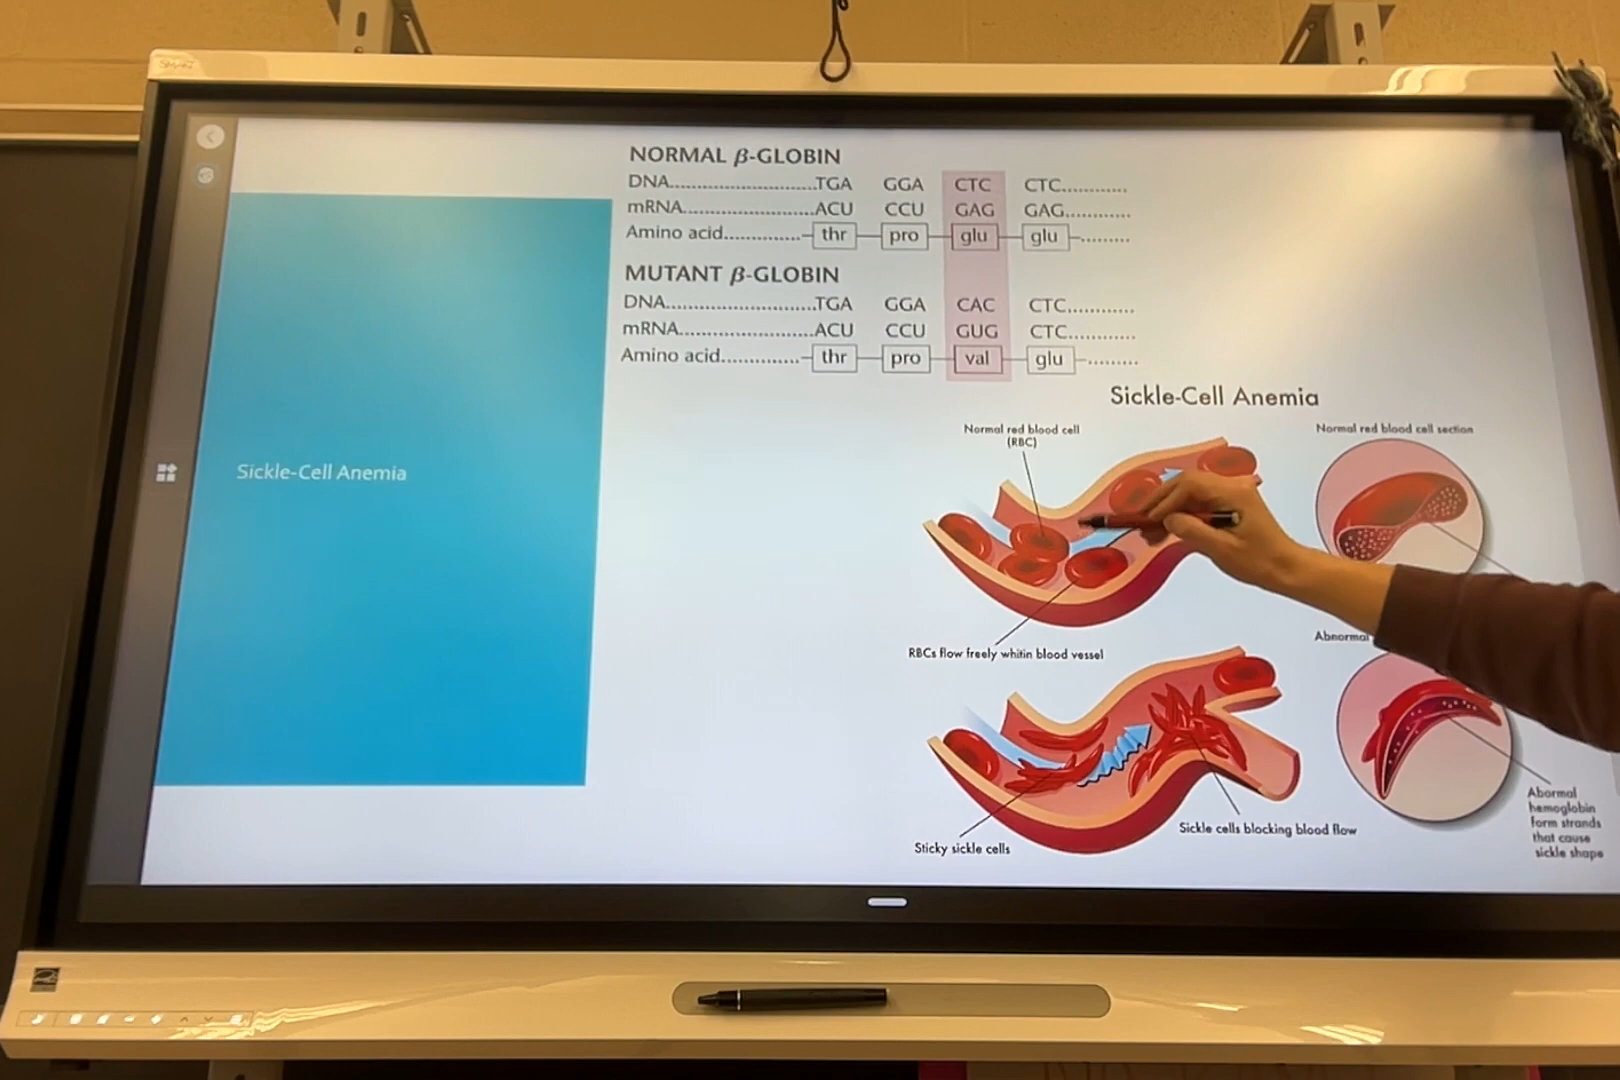 SMART
NORMAL β-GLOBIN
DNA............................TGA GGA CTC CTC............
mRNA.........................ACU CCU GAG GAG............
Amino acid.............. thr pro glu glu .........
MUTANT β-GLOBIN
DNA............................TGA GGA CAC CTC............
mRNA.........................ACU CCU GUG CTC............
Amino acid.............. thr pro val glu .........
Sickle-Cell Anemia
Sickle-Cell Anemia
Normal red blood cell
(RBC)
Normal red blood cell section
RBCs flow freely whitin blood vessel
Abnormal
Sticky sickle cells
Sickle cells blocking blood flow
Abormal
hemoglobin
form strands
that cause
sickle shape